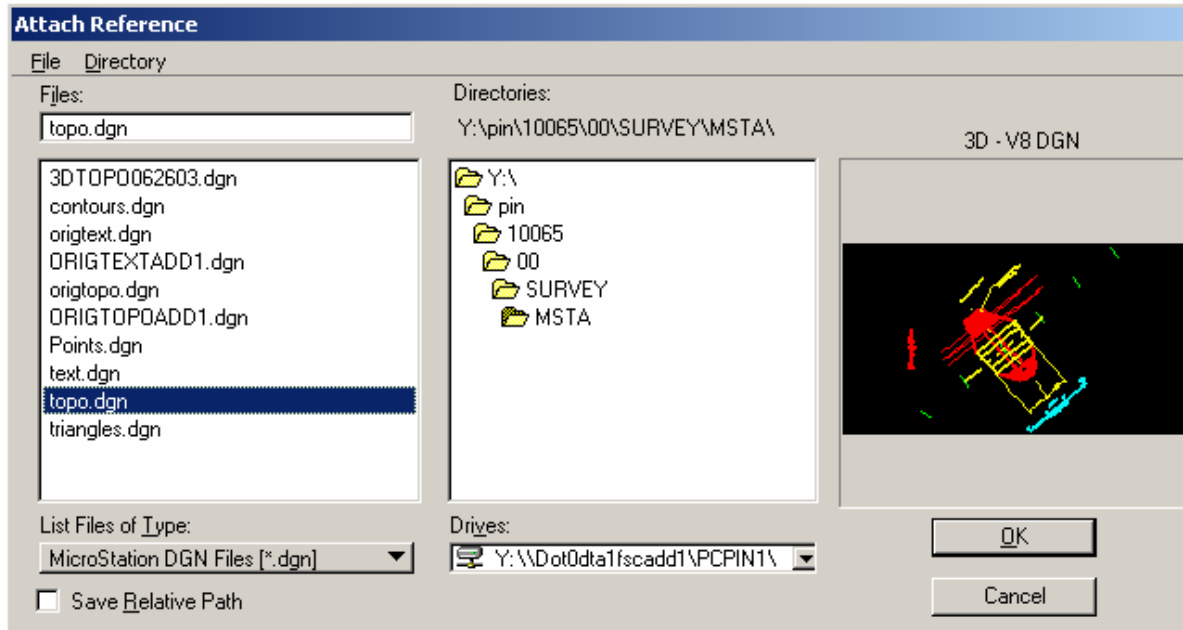 Attach Reference
File Directory
Files:
topo.dgn
3DTOPO062603.dgn
contours.dgn
origtext.dgn
ORIGTEXTADD1.dgn
origtopo.dgn
ORIGTOPOADD1.dgn
Points.dgn
text.dgn
topo.dgn
triangles.dgn
List Files of Type:
MicroStation DGN Files [*.dgn]
Save Relative Path
Directories:
Y:\pin\10065\00\SURVEY\MSTA\
Y:\
pin
10065
00
SURVEY
MSTA
Drives:
Y:\\Dot0dta1fscadd1\PCPIN1\
3D - V8 DGN
OK
Cancel